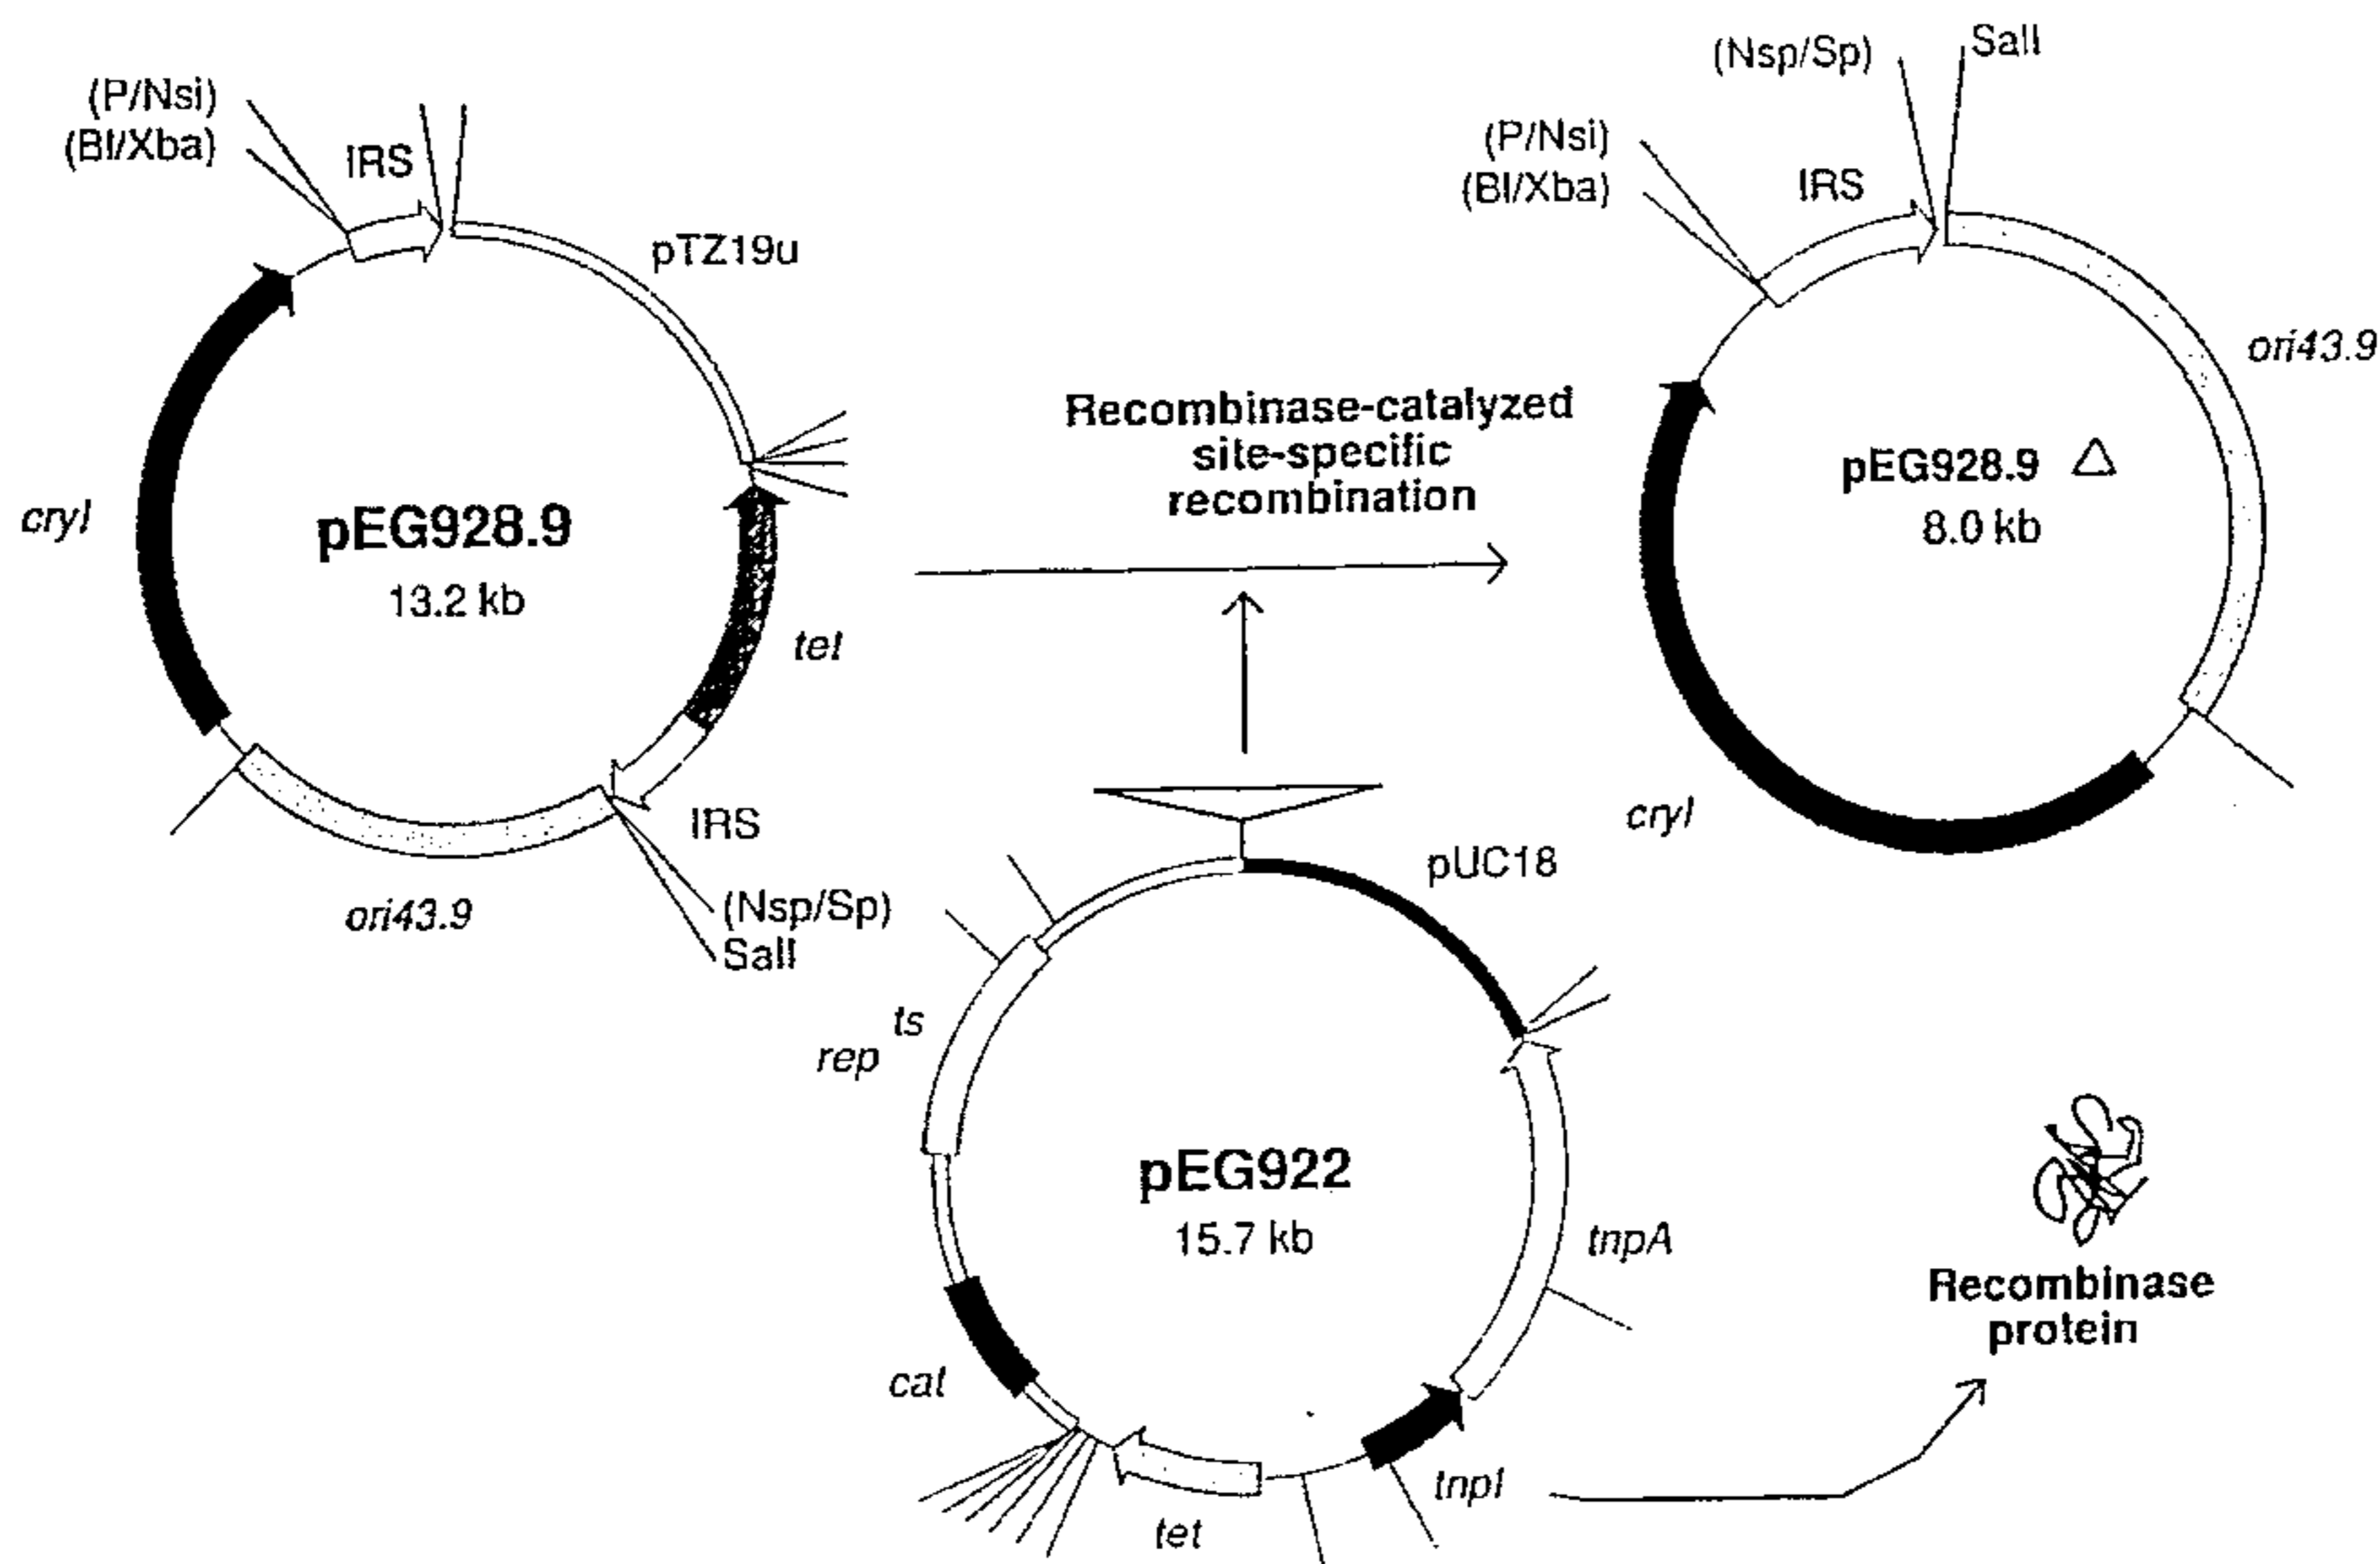 (P/Nsi)
(Bl/Xba)
IRS
pTZ19u
cryI
pEG928.9
13.2 kb
tet
IRS
ori43.9
(Nsp/Sp)
SalI
Recombinase-catalyzed
site-specific
recombination
(Nsp/Sp)
SalI
(P/Nsi)
(Bl/Xba)
IRS
ori43.9
pEG928.9 △
8.0 kb
cryI
pUC18
ts
rep
pEG922
15.7 kb
tnpA
cat
tet
tnpI
Recombinase
protein